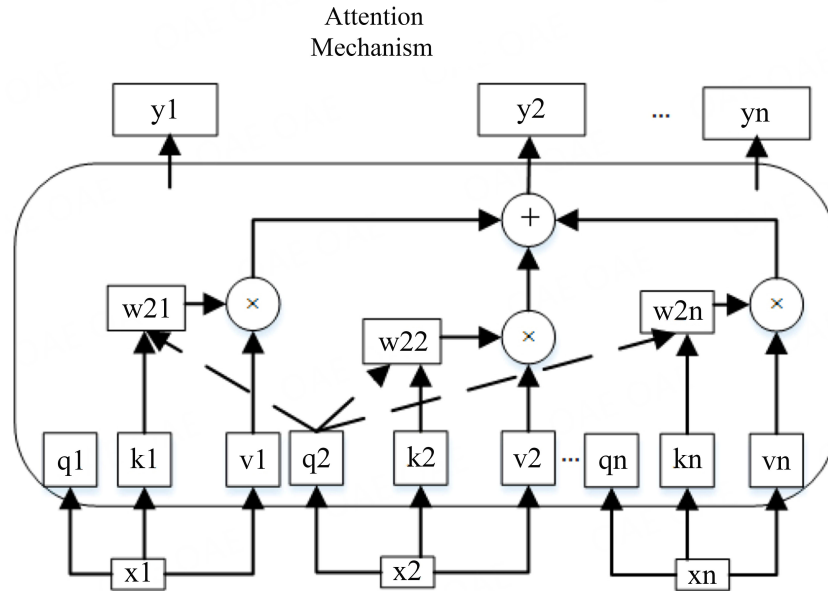 Attention
Mechanism
y1
y2
...
yn
+
w21
×
w22
×
w2n
×
q1
k1
v1
q2
k2
v2
...
qn
kn
vn
x1
x2
xn